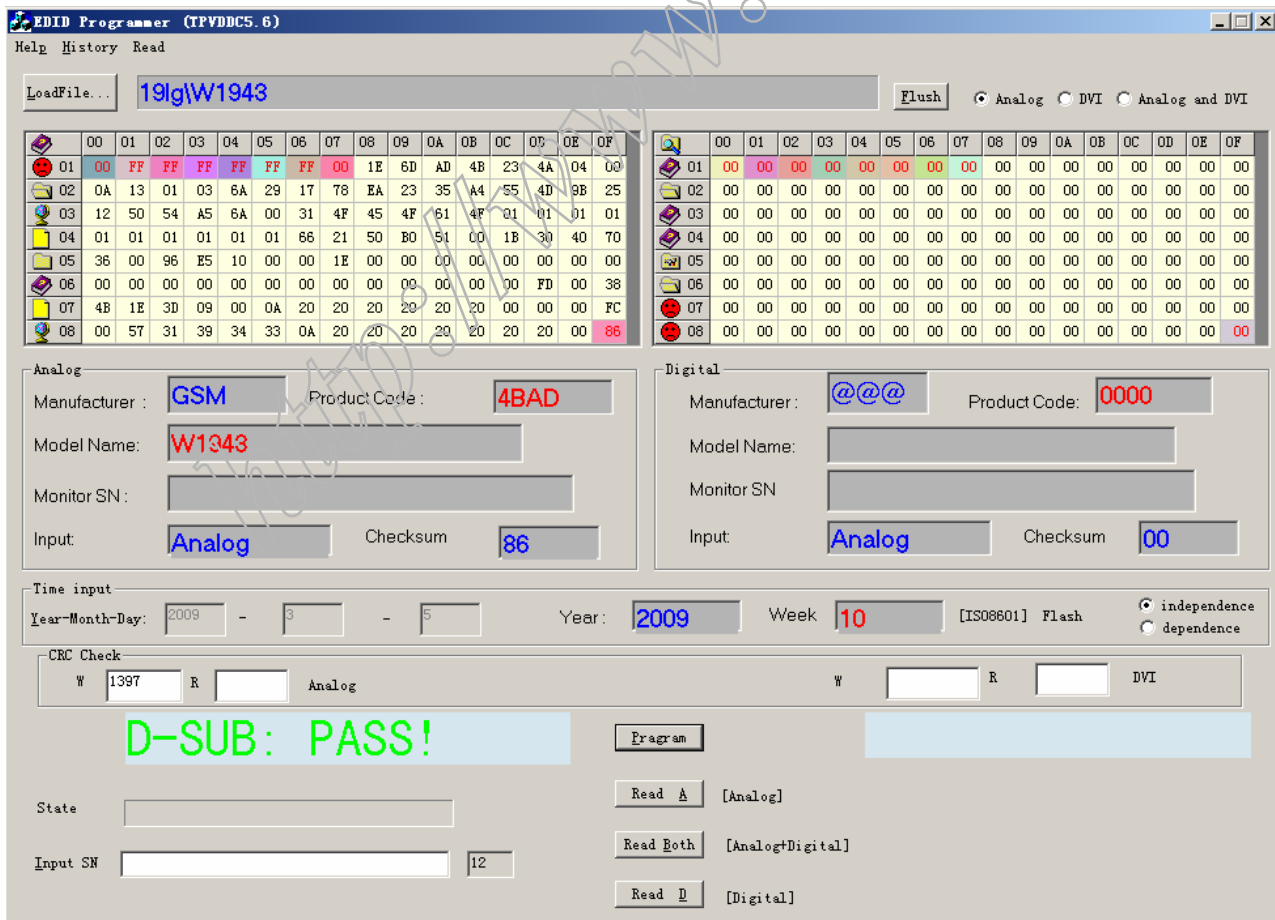 EDID Programmer (TPVDDC5.6)
Help History Read
LoadFile... 19lg\W1943 Flush Analog DVI Analog and DVI
00 01 02 03 04 05 06 07 08 09 0A 0B 0C 0D 0E 0F
01 00 FF FF FF FF FF FF 00 1E 6D AD 4B 23 4A 04 00
02 0A 13 01 03 6A 29 17 78 EA 23 35 A4 55 4D 9B 25
03 12 50 54 A5 6A 00 31 4F 45 4F 61 4F 01 01 01 01
04 01 01 01 01 01 01 66 21 50 B0 51 00 1B 30 40 70
05 36 00 96 E5 10 00 00 1E 00 00 00 00 00 00 00 00
06 00 00 00 00 00 00 00 00 00 00 00 00 00 FD 00 38
07 4B 1E 3D 09 00 0A 20 20 20 20 20 20 00 00 00 FC
08 00 57 31 39 34 33 0A 20 20 20 20 20 20 20 00 86
00 01 02 03 04 05 06 07 08 09 0A 0B 0C 0D 0E 0F
01 00 00 00 00 00 00 00 00 00 00 00 00 00 00 00 00
02 00 00 00 00 00 00 00 00 00 00 00 00 00 00 00 00
03 00 00 00 00 00 00 00 00 00 00 00 00 00 00 00 00
04 00 00 00 00 00 00 00 00 00 00 00 00 00 00 00 00
05 00 00 00 00 00 00 00 00 00 00 00 00 00 00 00 00
06 00 00 00 00 00 00 00 00 00 00 00 00 00 00 00 00
07 00 00 00 00 00 00 00 00 00 00 00 00 00 00 00 00
08 00 00 00 00 00 00 00 00 00 00 00 00 00 00 00 00
Analog
Manufacturer : GSM Product Code : 4BAD
Model Name: W1943
Monitor SN :
Input: Analog Checksum 86
Digital
Manufacturer : @@@ Product Code: 0000
Model Name:
Monitor SN
Input: Analog Checksum 00
Time input
Year-Month-Day: 2009 - 3 - 5 Year : 2009 Week 10 [ISO8601] Flash independence
dependence
CRC Check
W 1397 R Analog W R DVI
D-SUB: PASS!
Pragram
Read A [Analog]
State
Read Both [Analog+Digital]
Input SN 12
Read D [Digital]
http://www.